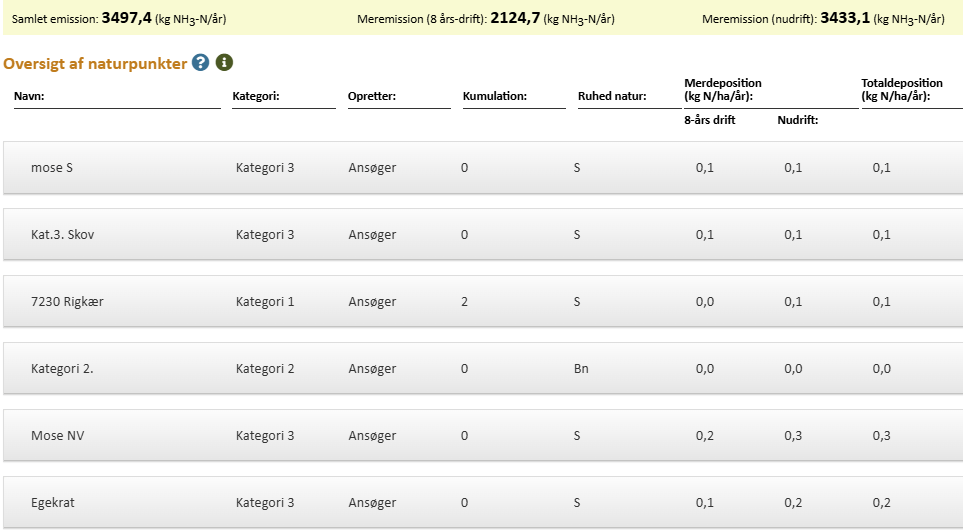 Samlet emission: 3497,4 (kg NH3-N/år) Meremission (8 års-drift): 2124,7 (kg NH3-N/år) Meremission (nudrift): 3433,1 (kg NH3-N/år)
Oversigt af naturpunkter ? i
Navn: Kategori: Opretter: Kumulation: Ruhed natur: Merdeposition (kg N/ha/år): Totaldeposition (kg N/ha/år):
8-års drift Nudrift:
mose S Kategori 3 Ansøger 0 S 0,1 0,1 0,1
Kat.3. Skov Kategori 3 Ansøger 0 S 0,1 0,1 0,1
7230 Rigkær Kategori 1 Ansøger 2 S 0,0 0,1 0,1
Kategori 2. Kategori 2 Ansøger 0 Bn 0,0 0,0 0,0
Mose NV Kategori 3 Ansøger 0 S 0,2 0,3 0,3
Egekrat Kategori 3 Ansøger 0 S 0,1 0,2 0,2